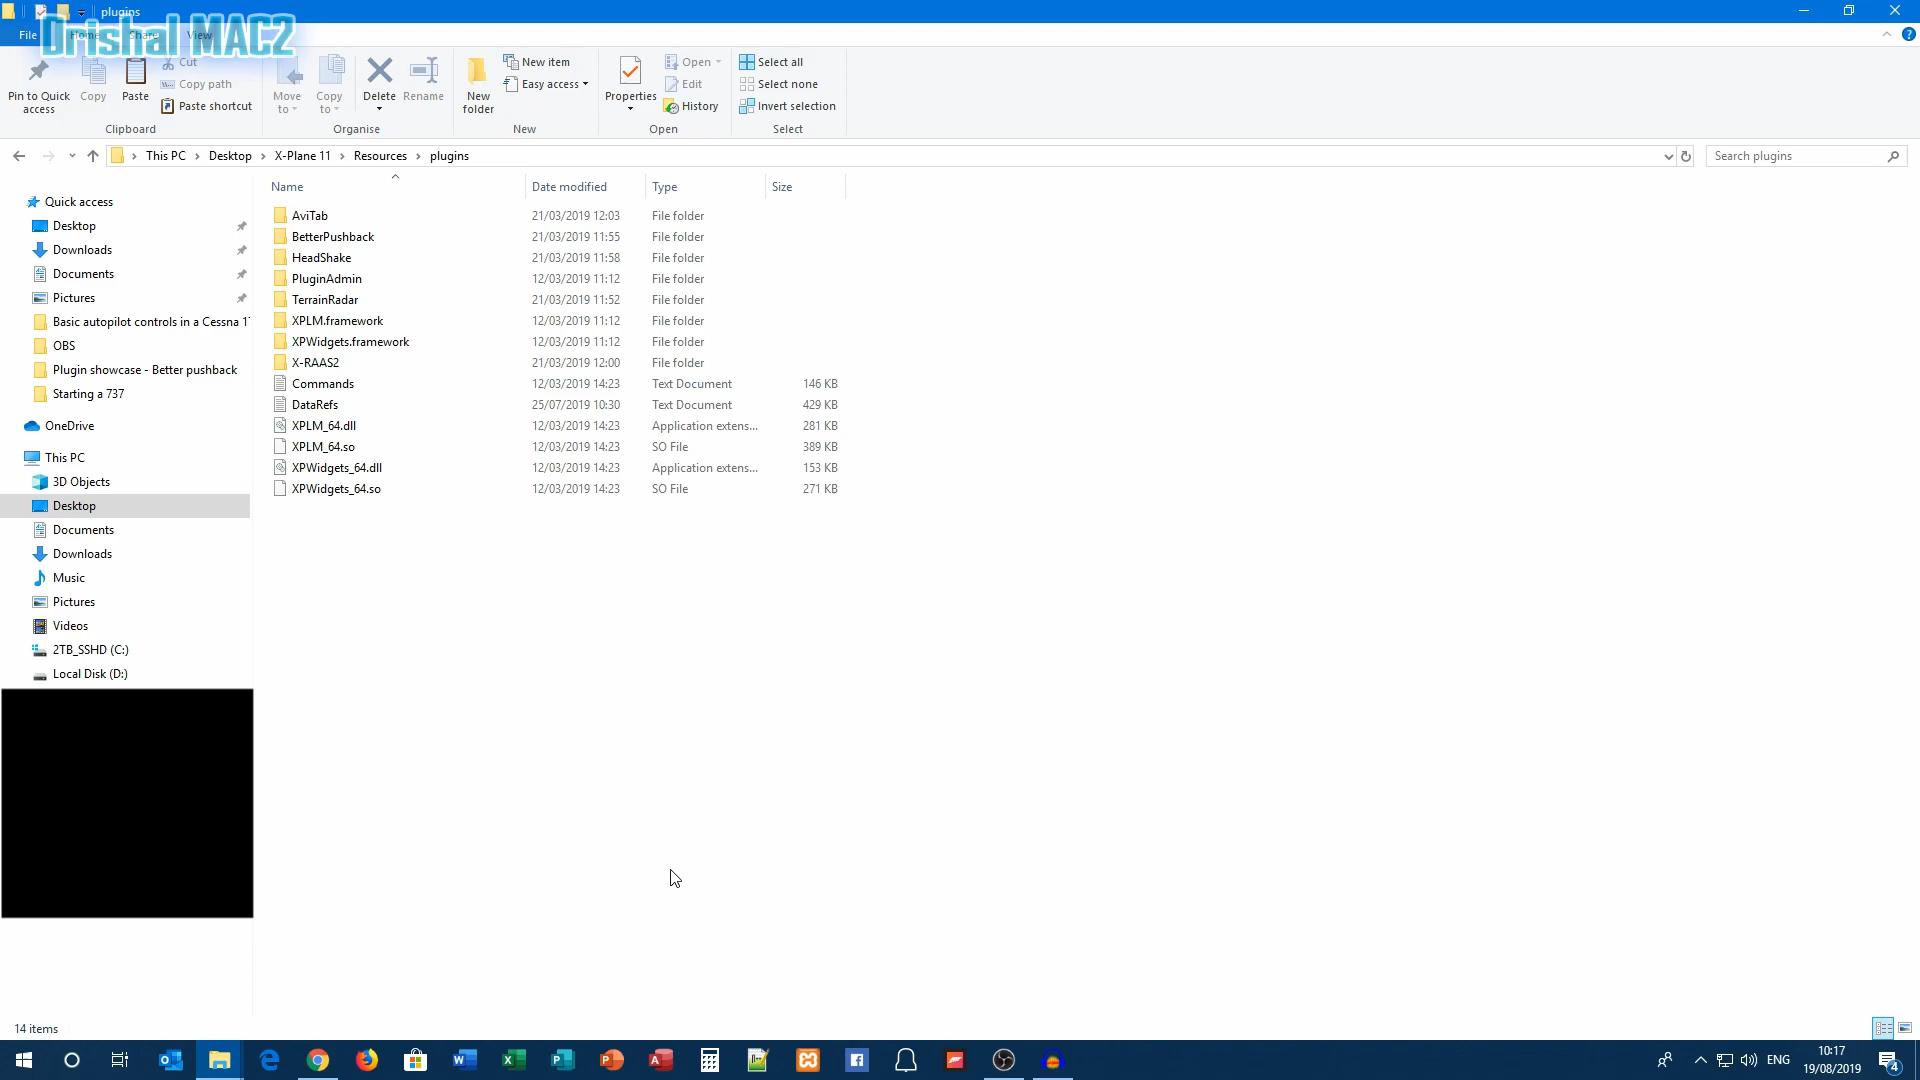 plugins
Drishal MAC2
File Home Share View
Pin to Quick access
Copy
Paste
Cut
Copy path
Paste shortcut
Clipboard
Move to
Copy to
Delete
Rename
Organise
New folder
New item
Easy access
New
Properties
Open
Edit
History
Open
Select all
Select none
Invert selection
Select
This PC > Desktop > X-Plane 11 > Resources > plugins
Search plugins
Name Date modified Type Size
AviTab 21/03/2019 12:03 File folder
BetterPushback 21/03/2019 11:55 File folder
HeadShake 21/03/2019 11:58 File folder
PluginAdmin 12/03/2019 11:12 File folder
TerrainRadar 21/03/2019 11:52 File folder
XPLM.framework 12/03/2019 11:12 File folder
XPWidgets.framework 12/03/2019 11:12 File folder
X-RAAS2 21/03/2019 12:00 File folder
Commands 12/03/2019 14:23 Text Document 146 KB
DataRefs 25/07/2019 10:30 Text Document 429 KB
XPLM_64.dll 12/03/2019 14:23 Application extens... 281 KB
XPLM_64.so 12/03/2019 14:23 SO File 389 KB
XPWidgets_64.dll 12/03/2019 14:23 Application extens... 153 KB
XPWidgets_64.so 12/03/2019 14:23 SO File 271 KB
Quick access
Desktop
Downloads
Documents
Pictures
Basic autopilot controls in a Cessna 1
OBS
Plugin showcase - Better pushback
Starting a 737
OneDrive
This PC
3D Objects
Desktop
Documents
Downloads
Music
Pictures
Videos
2TB_SSHD (C:)
Local Disk (D:)
14 items
ENG
10:17
19/08/2019
4